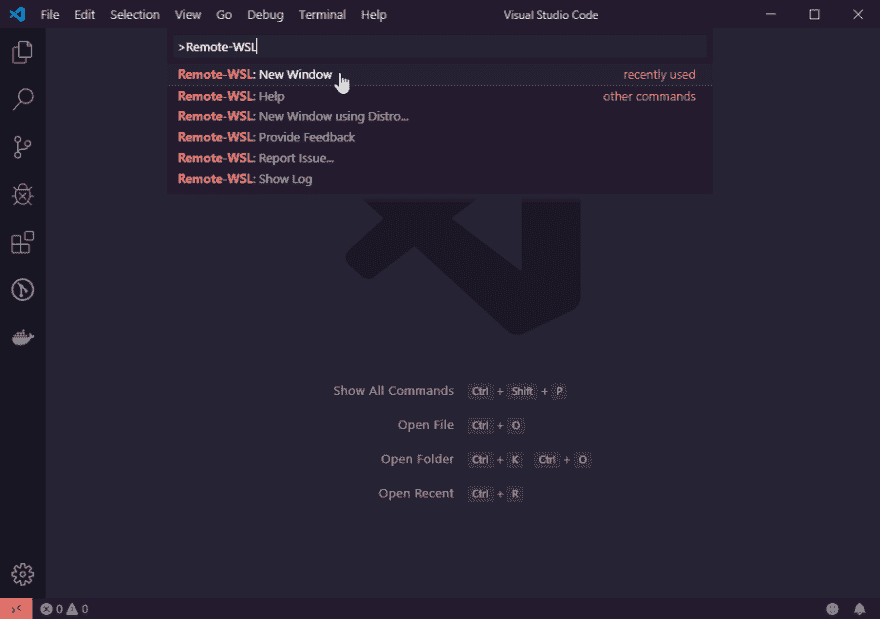 File Edit Selection View Go Debug Terminal Help Visual Studio Code
>Remote-WSL
Remote-WSL: New Window recently used
Remote-WSL: Help other commands
Remote-WSL: New Window using Distro...
Remote-WSL: Provide Feedback
Remote-WSL: Report Issue...
Remote-WSL: Show Log
Show All Commands Ctrl + Shift + P
Open File Ctrl + O
Open Folder Ctrl + K Ctrl + O
Open Recent Ctrl + R
0 0